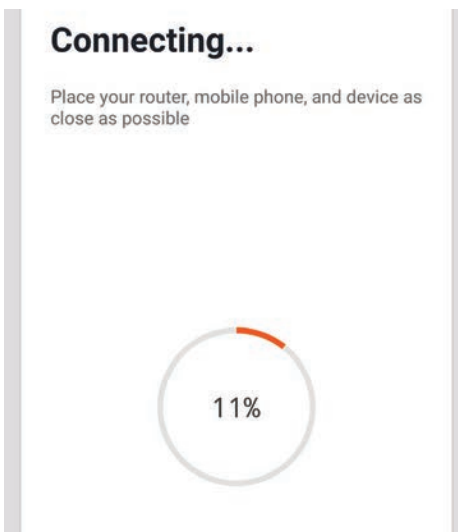 Connecting...
Place your router, mobile phone, and device as
close as possible
11%